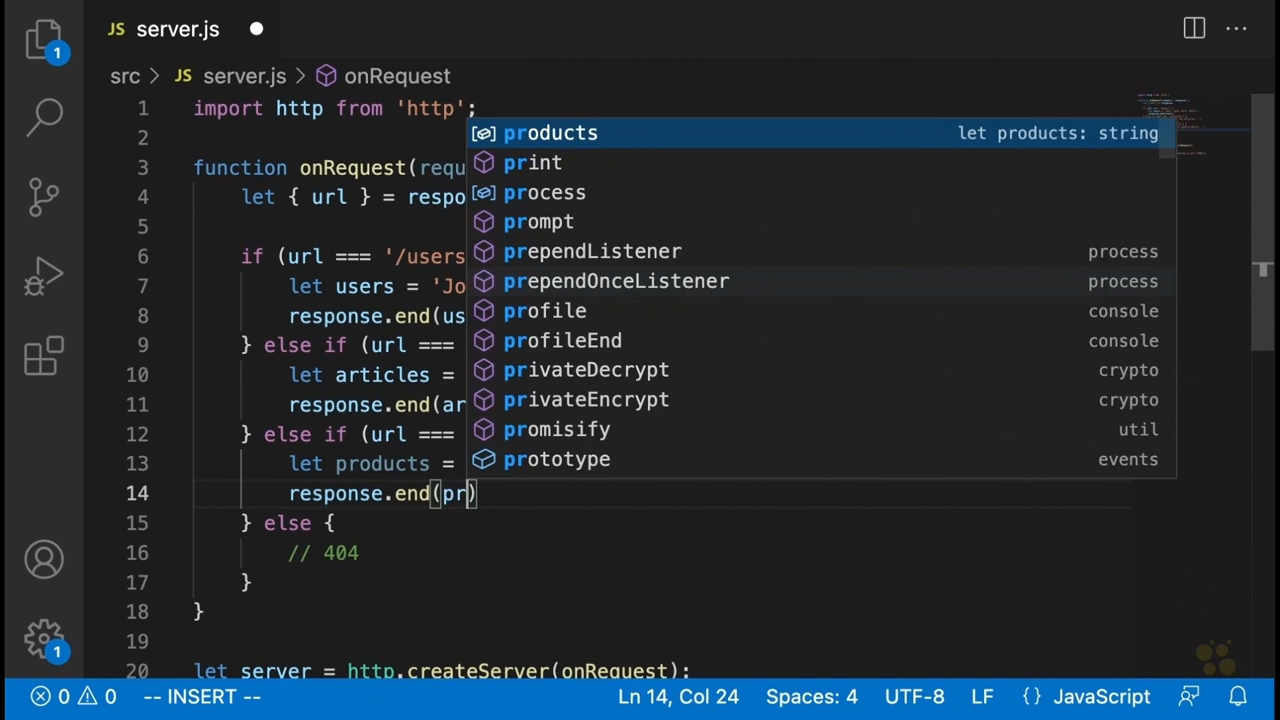 JS server.js
1
src > JS server.js > onRequest
1 import http from 'http';
2
3 function onRequest(requ
4 let { url } = respo
5
6 if (url === '/users
7 let users = 'Jo
8 response.end(us
9 } else if (url ===
10 let articles =
11 response.end(ar
12 } else if (url ===
13 let products =
14 response.end(pr)
15 } else {
16 // 404
17 }
18 }
19
20 let server = http.createServer(onRequest);
products let products: string
print
process
prompt
prependListener process
prependOnceListener process
profile console
profileEnd console
privateDecrypt crypto
privateEncrypt crypto
promisify util
prototype events
1
0 0 -- INSERT -- Ln 14, Col 24 Spaces: 4 UTF-8 LF {} JavaScript